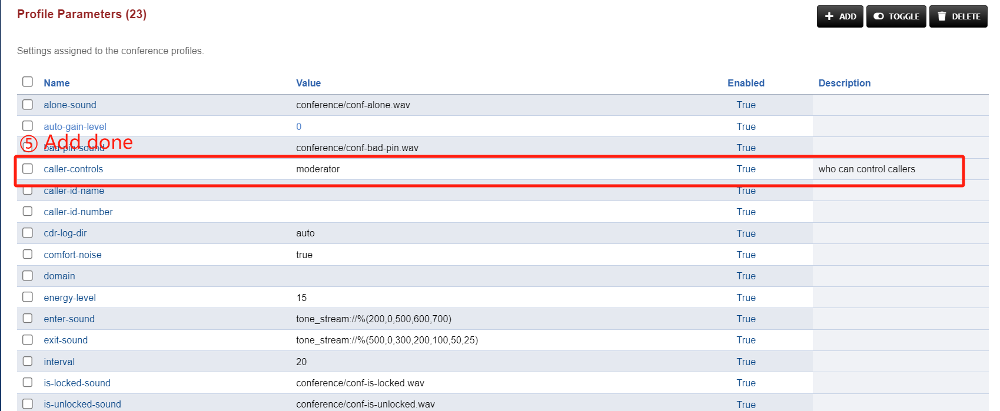 Profile Parameters (23)
ADD TOGGLE DELETE
Settings assigned to the conference profiles.
Name Value Enabled Description
alone-sound conference/conf-alone.wav True
auto-gain-level 0 True
⑤ Add done
bad-pin-sound conference/conf-bad-pin.wav True
caller-controls moderator True who can control callers
caller-id-name True
caller-id-number True
cdr-log-dir auto True
comfort-noise true True
domain True
energy-level 15 True
enter-sound tone_stream://%(200,0,500,600,700) True
exit-sound tone_stream://%(500,0,300,200,100,50,25) True
interval 20 True
is-locked-sound conference/conf-is-locked.wav True
is-unlocked-sound conference/conf-is-unlocked.wav True